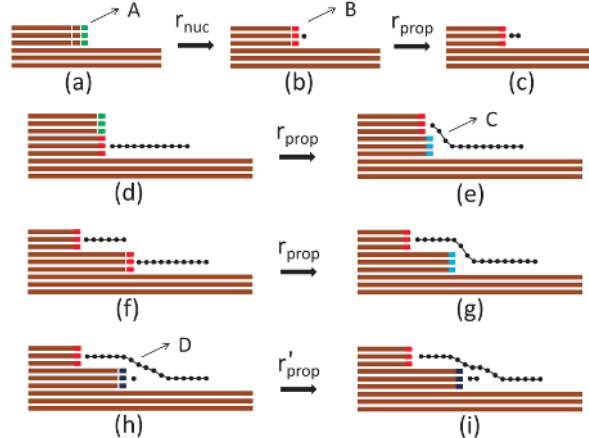 A r_nuc B r_prop
(a) (b) (c)
r_prop C
(d) (e)
r_prop
(f) (g)
D r'_prop
(h) (i)